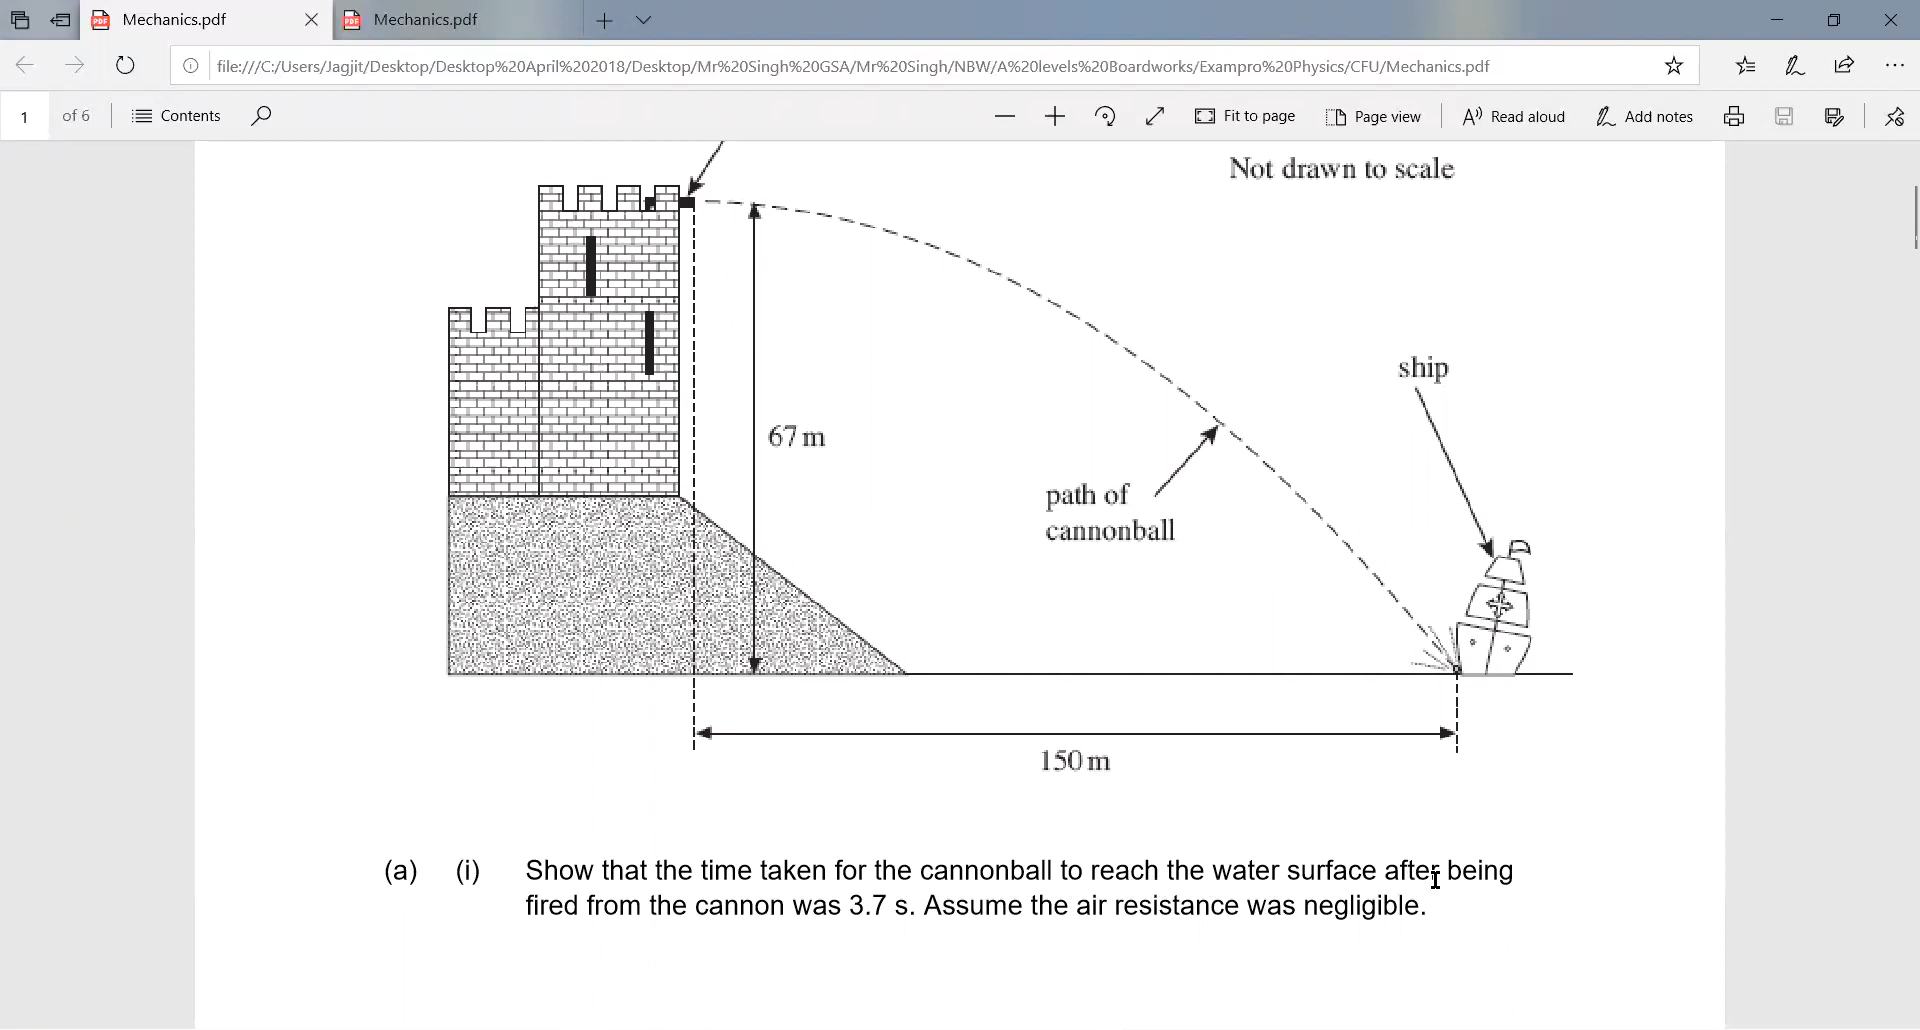 Mechanics.pdf
Mechanics.pdf
file:///C:/Users/Jagjit/Desktop/Desktop%20April%202018/Desktop/Mr%20Singh%20GSA/Mr%20Singh/NBW/A%20levels%20Boardworks/Exampro%20Physics/CFU/Mechanics.pdf
1 of 6 Contents Fit to page Page view Read aloud Add notes
Not drawn to scale
ship
67 m
path of
cannonball
150 m
(a) (i) Show that the time taken for the cannonball to reach the water surface after being
fired from the cannon was 3.7 s. Assume the air resistance was negligible.